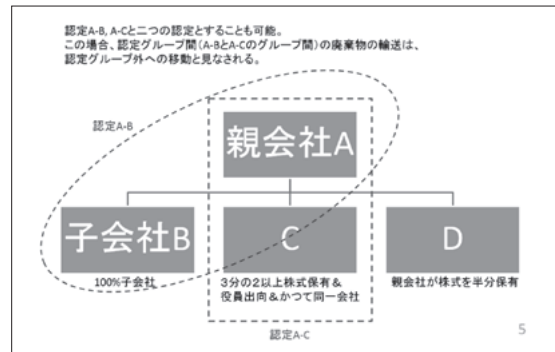 認定A-B, A-Cと二つの認定とすることも可能。
この場合、認定グループ間(A-BとA-Cのグループ間)の廃棄物の輸送は、
認定グループ外への移動と見なされる。
認定A-B
親会社A
子会社B
C
D
100%子会社
3分の2以上株式保有&
役員出向&かつて同一会社
親会社が株式を半分保有
認定A-C
5